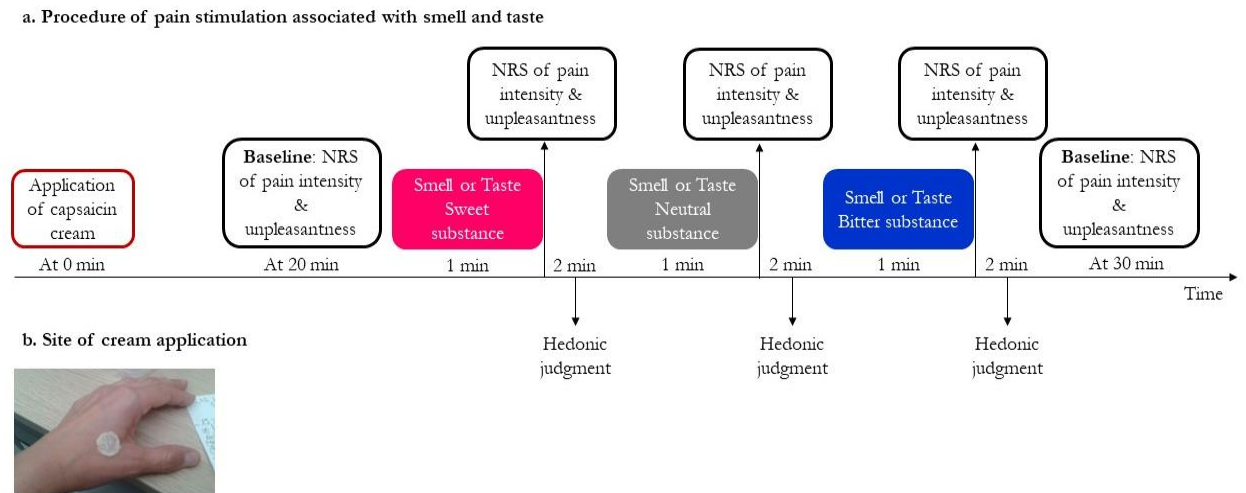 a. Procedure of pain stimulation associated with smell and taste
NRS of pain
intensity &
unpleasantness
NRS of pain
intensity &
unpleasantness
NRS of pain
intensity &
unpleasantness
Application
of capsaicin
cream
Baseline: NRS
of pain intensity
&
unpleasantness
Smell or Taste
Sweet
substance
Smell or Taste
Neutral
substance
Smell or Taste
Bitter substance
Baseline: NRS
of pain intensity
&
unpleasantness
At 0 min
At 20 min
1 min
2 min
1 min
2 min
1 min
2 min
At 30 min
Time
Hedonic
judgment
Hedonic
judgment
Hedonic
judgment
b. Site of cream application